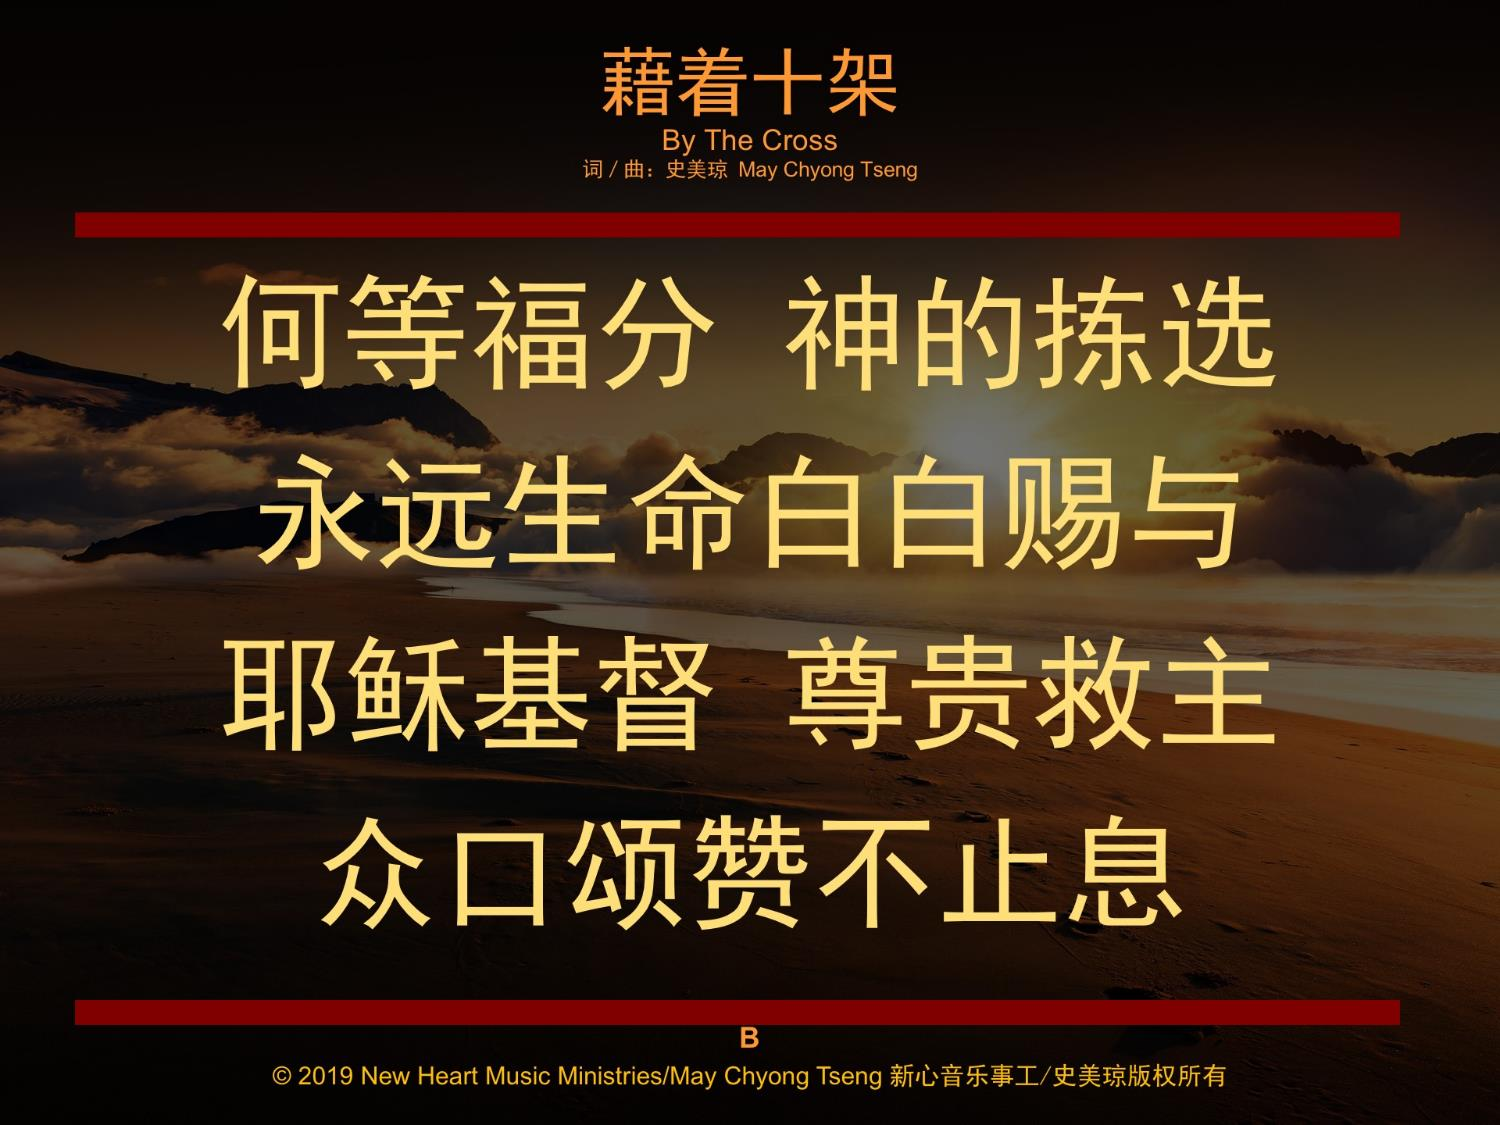 藉着十架
By The Cross
词 / 曲：史美琼 May Chyong Tseng
何等福分 神的拣选
永远生命白白赐与
耶稣基督 尊贵救主
众口颂赞不止息
B
© 2019 New Heart Music Ministries/May Chyong Tseng 新心音乐事工/史美琼版权所有